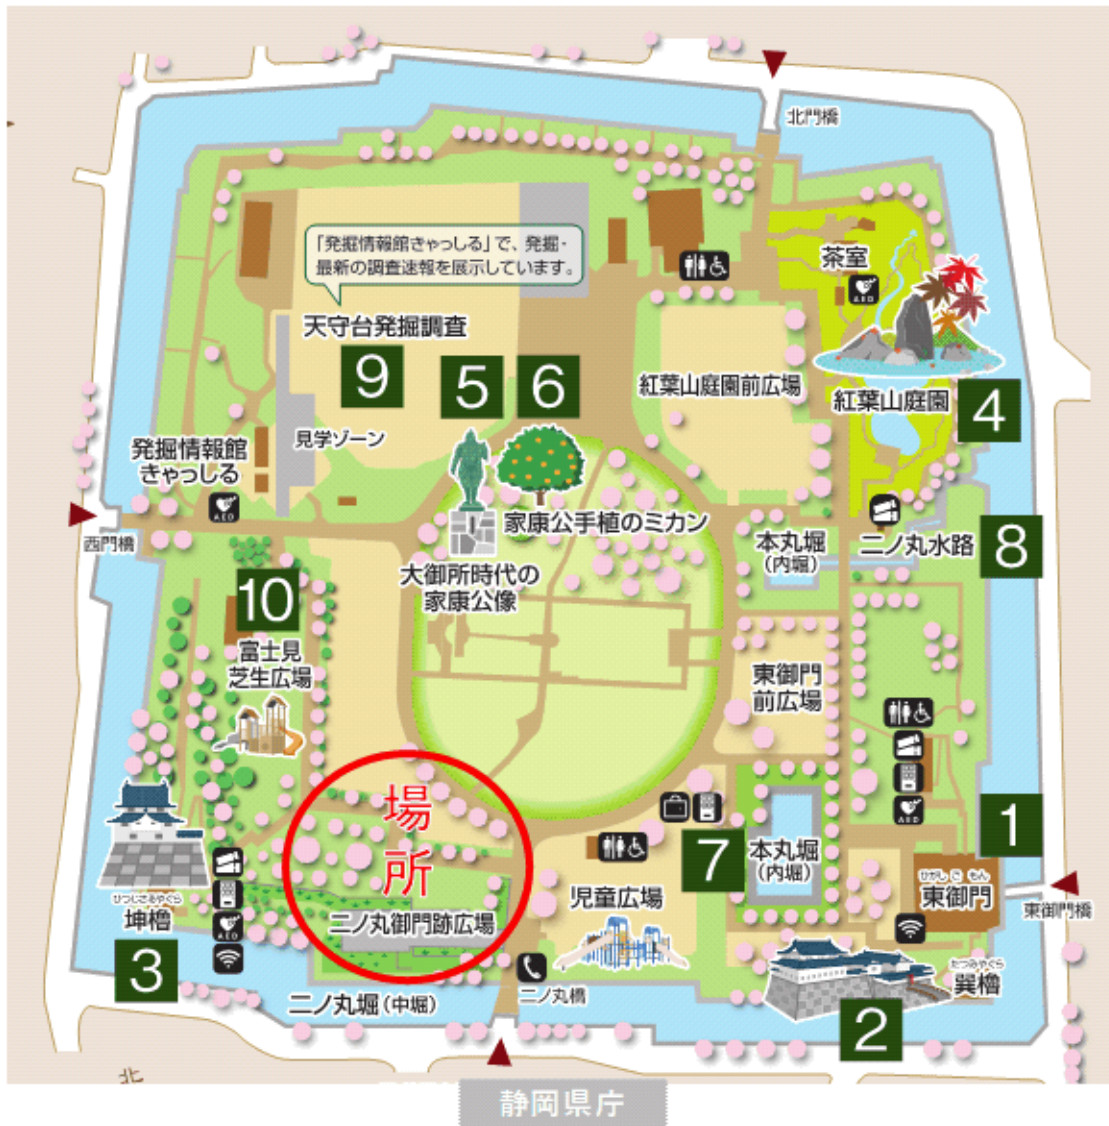 北門橋
「発掘情報館きゃっしる」で、発掘・
最新の調査速報を展示しています。
茶室
AED
天守台発掘調査
9
5
6
紅葉山庭園前広場
紅葉山庭園
4
発掘情報館
きゃっしる
見学ゾーン
AED
家康公手植のミカン
西門橋
本丸堀
(内堀)
二ノ丸水路
8
大御所時代の
家康公像
10
富士見
芝生広場
東御門
前広場
AED
場
所
1
7
本丸堀
(内堀)
ひがしごもん
東御門
東御門橋
児童広場
二ノ丸御門跡広場
ひつじさるやぐら
坤櫓
AED
3
たつみやぐら
巽櫓
2
二ノ丸堀(中堀)
二ノ丸橋
北
静岡県庁